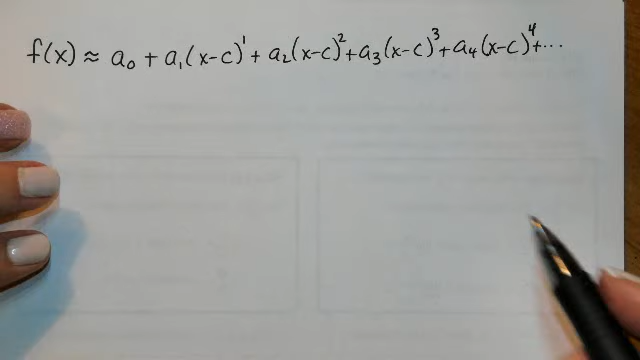 f(x) ≈ a₀ + a₁(x-c)¹ + a₂(x-c)² + a₃(x-c)³ + a₄(x-c)⁴ + ...